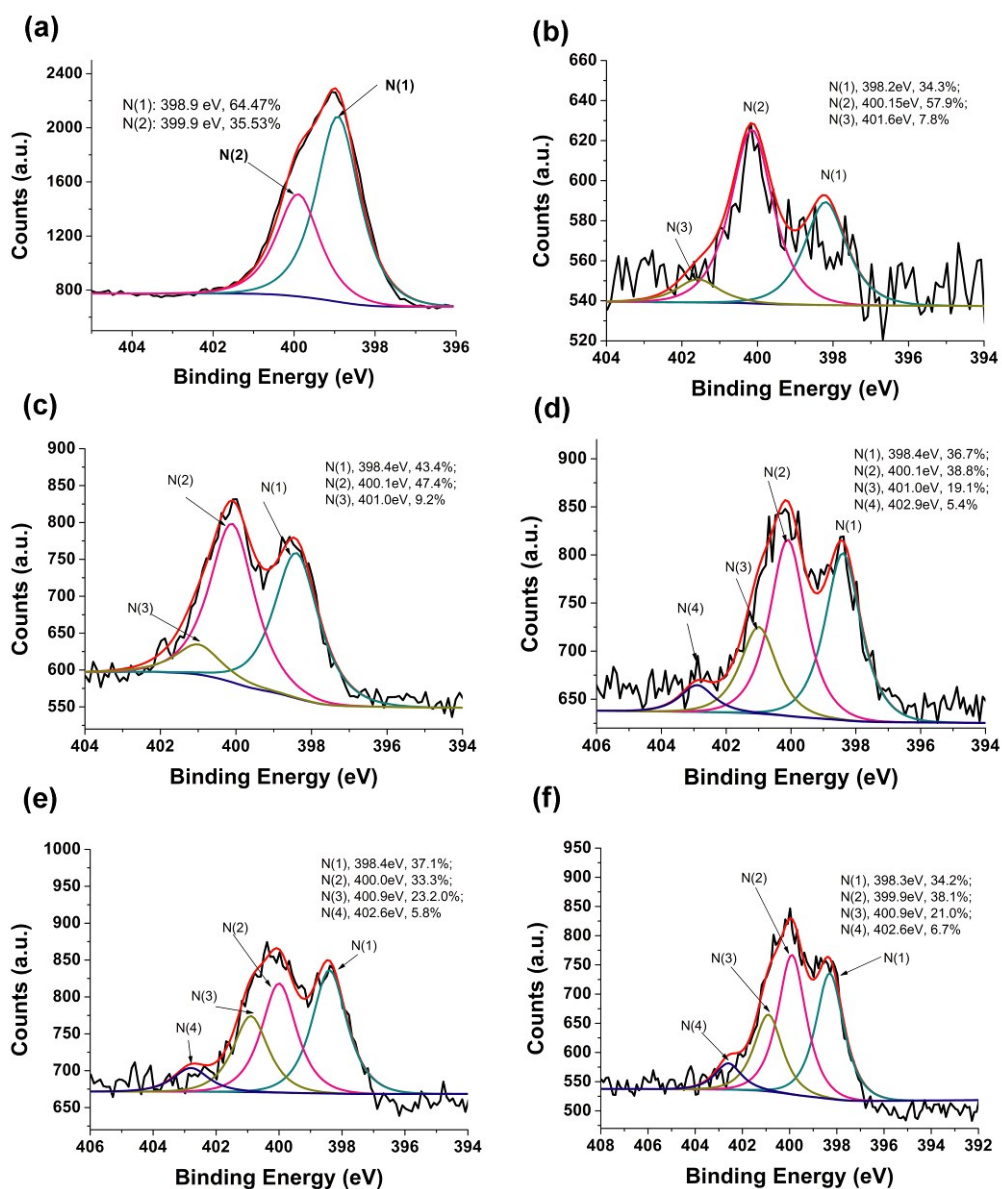 (a)
2400
2000
1600
1200
800
404 402 400 398 396
Counts (a.u.)
Binding Energy (eV)
N(1): 398.9 eV, 64.47%
N(2): 399.9 eV, 35.53%
N(1)
N(2)
(b)
660
640
620
600
580
560
540
520
404 402 400 398 396 394
Counts (a.u.)
Binding Energy (eV)
N(1), 398.2eV, 34.3%;
N(2), 400.15eV, 57.9%
N(3), 401.6eV, 7.8%
N(2)
N(1)
N(3)
(c)
900
850
800
750
700
650
600
550
404 402 400 398 396 394
Counts (a.u.)
Binding Energy (eV)
N(1), 398.4eV, 43.4%;
N(2), 400.1eV, 47.4%;
N(3), 401.0eV, 9.2%
N(2)
N(1)
N(3)
(d)
900
850
800
750
700
650
406 404 402 400 398 396 394
Counts (a.u.)
Binding Energy (eV)
N(1), 398.4eV, 36.7%;
N(2), 400.1eV, 38.8%;
N(3), 401.0eV, 19.1%
N(4), 402.9eV, 5.4%
N(2)
N(1)
N(3)
N(4)
(e)
1000
950
900
850
800
750
700
650
406 404 402 400 398 396 394
Counts (a.u.)
Binding Energy (eV)
N(1), 398.4eV, 37.1%;
N(2), 400.0eV, 33.3%;
N(3), 400.9eV, 23.2.0%;
N(4), 402.6eV, 5.8%
N(2)
N(1)
N(3)
N(4)
(f)
950
900
850
800
750
700
650
600
550
500
408 406 404 402 400 398 396 394 392
Counts (a.u.)
Binding Energy (eV)
N(1), 398.3eV, 34.2%;
N(2), 399.9eV, 38.1%;
N(3), 400.9eV, 21.0%;
N(4), 402.6eV, 6.7%
N(2)
N(1)
N(3)
N(4)